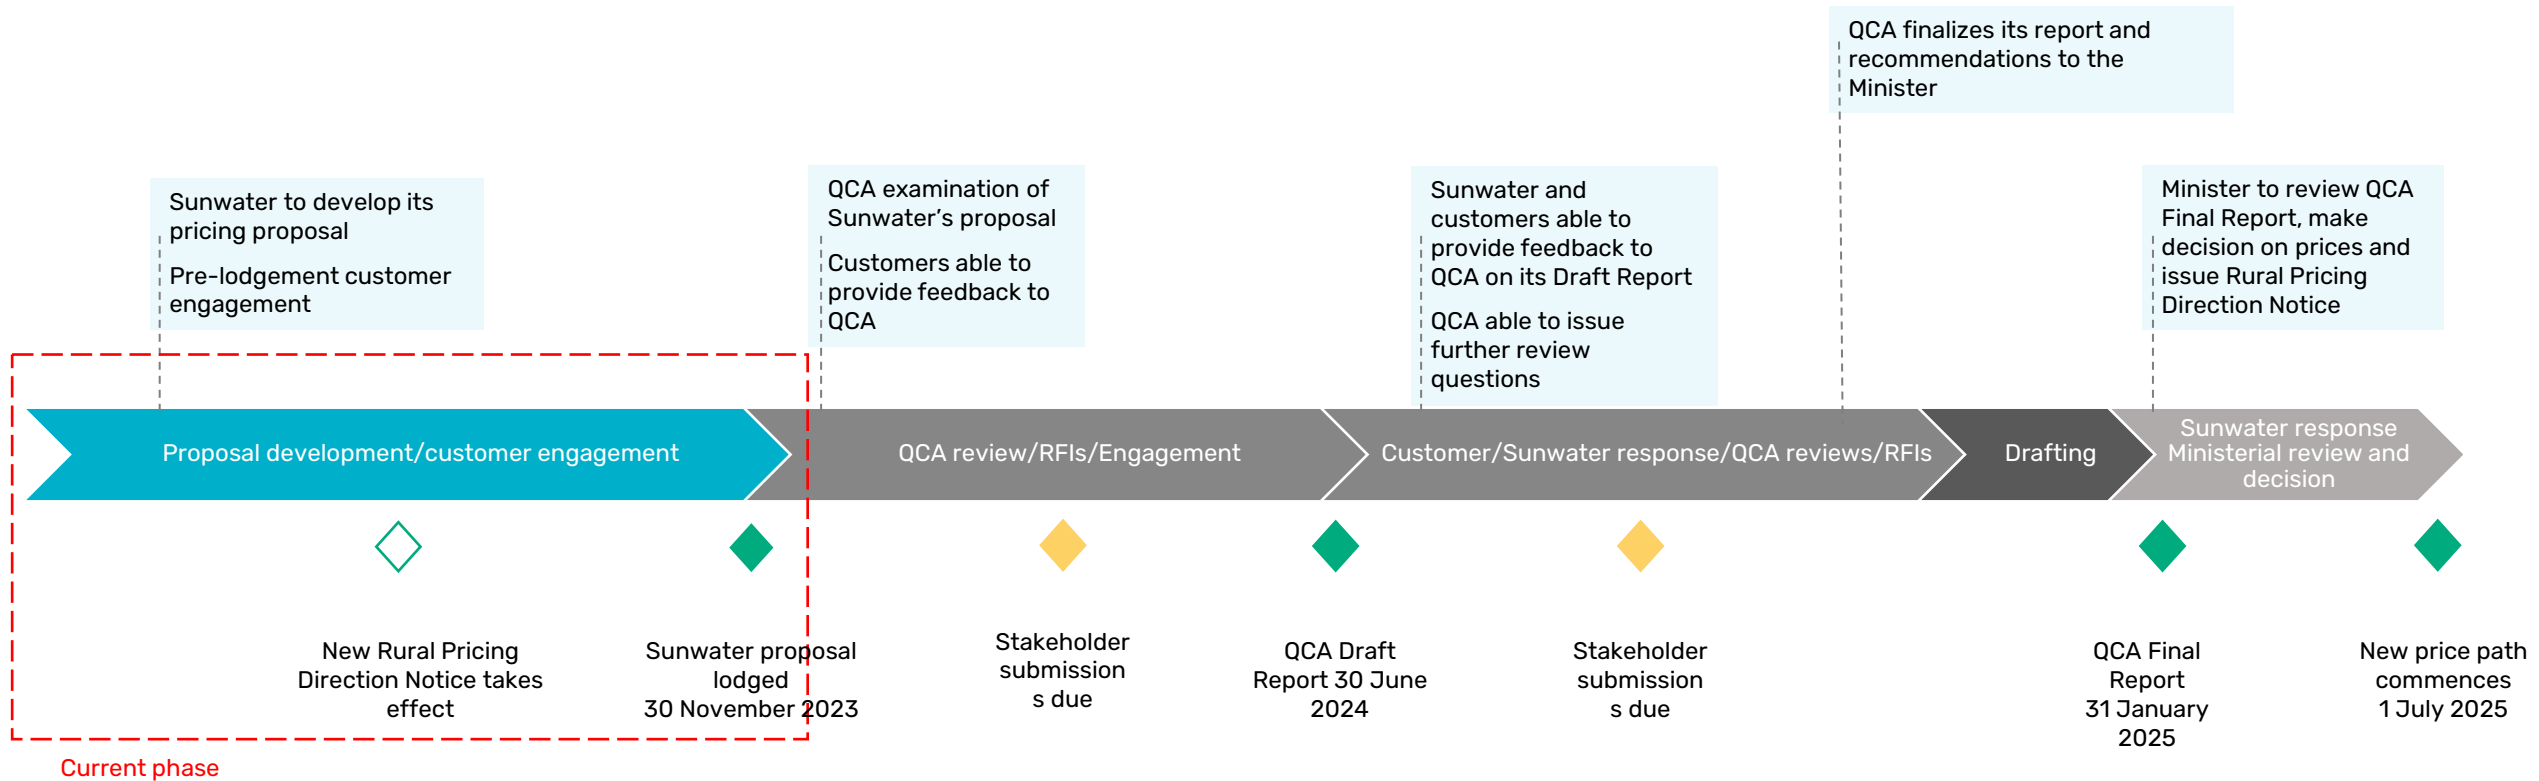 QCA finalizes its report and
recommendations to the
Minister
Sunwater to develop its
pricing proposal
Pre-lodgement customer
engagement
QCA examination of
Sunwater’s proposal
Customers able to
provide feedback to
QCA
Sunwater and
customers able to
provide feedback to
QCA on its Draft Report
QCA able to issue
further review
questions
Minister to review QCA
Final Report, make
decision on prices and
issue Rural Pricing
Direction Notice
Proposal development/customer engagement
QCA review/RFIs/Engagement
Customer/Sunwater response/QCA reviews/RFIs
Drafting
Sunwater response
Ministerial review and
decision
New Rural Pricing
Direction Notice takes
effect
Sunwater proposal
lodged
30 November 2023
Stakeholder
submission
s due
QCA Draft
Report 30 June
2024
Stakeholder
submission
s due
QCA Final
Report
31 January
2025
New price path
commences
1 July 2025
Current phase